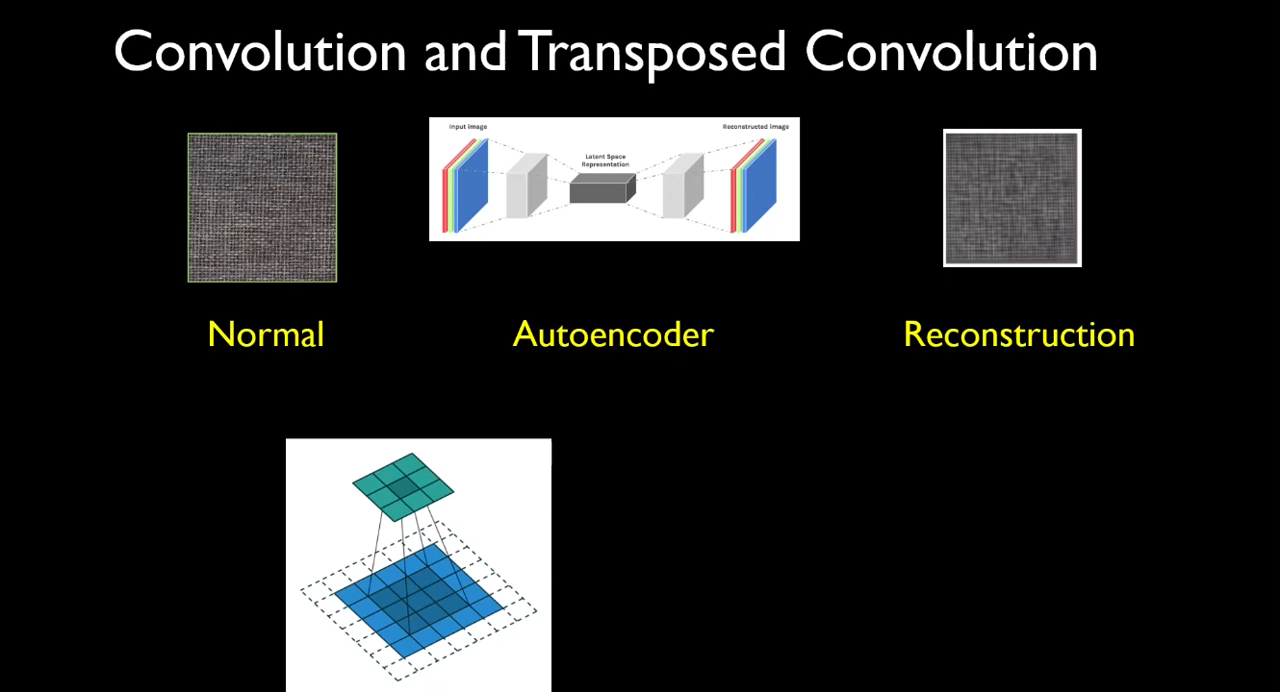 Convolution and Transposed Convolution
Input image
Reconstructed image
Latent Space
Representation
Normal
Autoencoder
Reconstruction